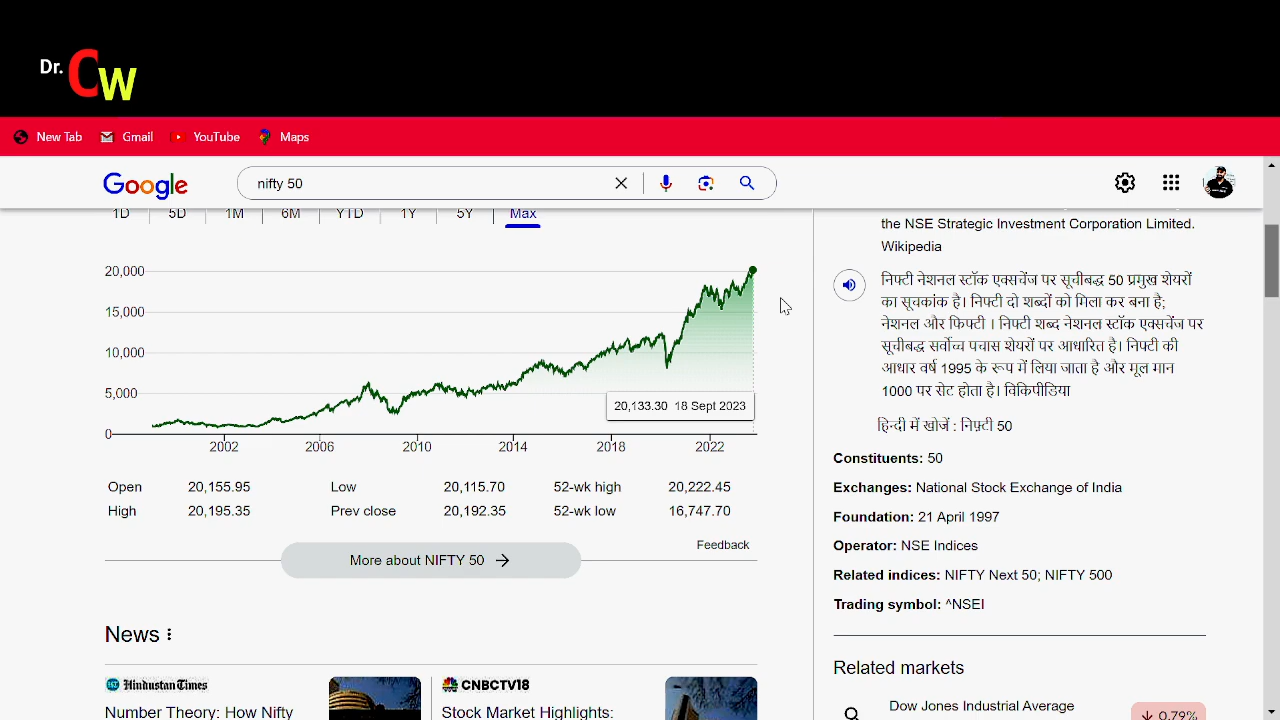 Dr. CW
New Tab Gmail YouTube Maps
Google nifty 50
1D 5D 1M 6M YTD 1Y 5Y Max
20,000
15,000
10,000
5,000
0
20,133.30 18 Sept 2023
2002 2006 2010 2014 2018 2022
Open 20,155.95 Low 20,115.70 52-wk high 20,222.45
High 20,195.35 Prev close 20,192.35 52-wk low 16,747.70
Feedback
More about NIFTY 50
News
Hindustan Times
Number Theory: How Nifty
CNBCTV18
Stock Market Highlights:
the NSE Strategic Investment Corporation Limited.
Wikipedia
निफ्टी नेशनल स्टॉक एक्सचेंज पर सूचीबद्ध 50 प्रमुख शेयरों
का सूचकांक है। निफ्टी दो शब्दों को मिला कर बना है;
नेशनल और फिफ्टी । निफ्टी शब्द नेशनल स्टॉक एक्सचेंज पर
सूचीबद्ध सर्वोच्च पचास शेयरों पर आधारित है। निफ्टी की
आधार वर्ष 1995 के रूप में लिया जाता है और मूल मान
1000 पर सेट होता है। विकिपीडिया
हिन्दी में खोजें : निफ़्टी 50
Constituents: 50
Exchanges: National Stock Exchange of India
Foundation: 21 April 1997
Operator: NSE Indices
Related indices: NIFTY Next 50; NIFTY 500
Trading symbol: ^NSEI
Related markets
Dow Jones Industrial Average
0.72%